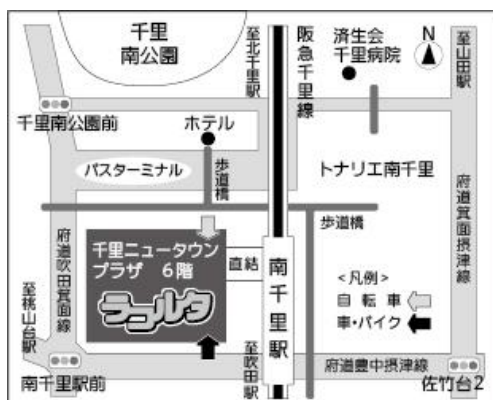 千里
南公園
至北千里駅
阪急千里線
済生会
千里病院
N
至山田駅
千里南公園前
ホテル
バスターミナル
歩道橋
トナリエ南千里
府道箕面摂津線
歩道橋
府道吹田箕面線
千里ニュータウン
プラザ 6階
ラコルタ
直結
南千里駅
<凡例>
自転車
車・バイク
至桃山台駅
至吹田駅
南千里駅前
府道豊中摂津線
佐竹台2